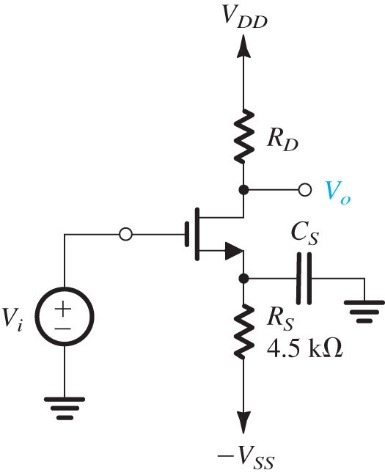 V_DD
R_D
V_o
C_S
V_i
+
−
R_S
4.5 kΩ
−V_SS